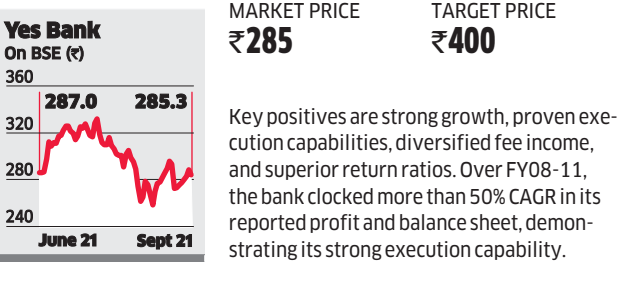 Yes Bank
On BSE (₹)
360
287.0 285.3
320
280
240
June 21 Sept 21
MARKET PRICE TARGET PRICE
₹285 ₹400
Key positives are strong growth, proven exe-
cution capabilities, diversified fee income,
and superior return ratios. Over FY08-11,
the bank clocked more than 50% CAGR in its
reported profit and balance sheet, demon-
strating its strong execution capability.